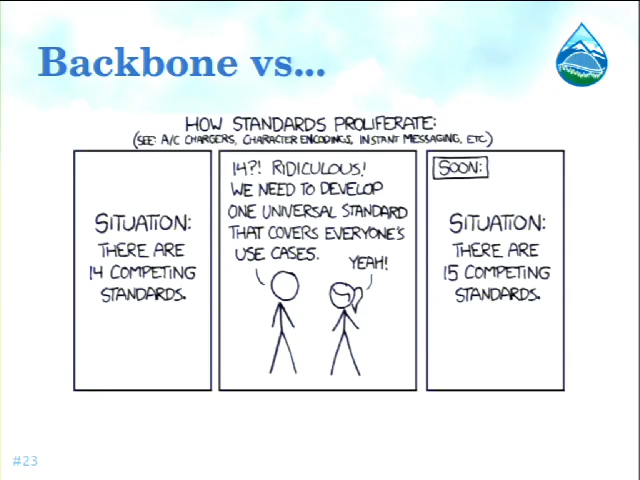 Backbone vs...
HOW STANDARDS PROLIFERATE:
(SEE: A/C CHARGERS, CHARACTER ENCODINGS, INSTANT MESSAGING, ETC.)
SITUATION:
THERE ARE
14 COMPETING
STANDARDS.
14?! RIDICULOUS!
WE NEED TO DEVELOP
ONE UNIVERSAL STANDARD
THAT COVERS EVERYONE'S
USE CASES.
YEAH!
SOON:
SITUATION:
THERE ARE
15 COMPETING
STANDARDS.
#23